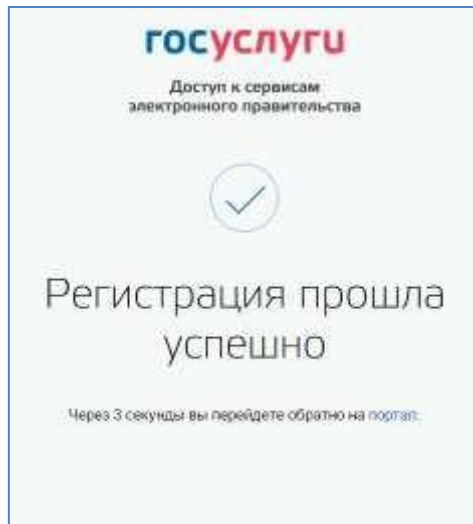 госуслуги
Доступ к сервисам
электронного правительства
Регистрация прошла
успешно
Через 3 секунды вы перейдете обратно на портал.